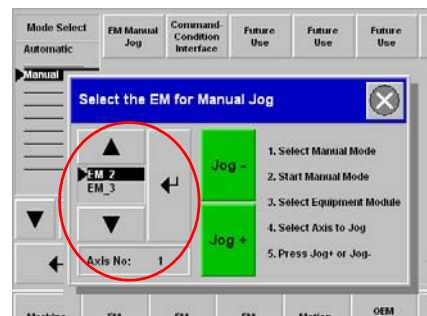 Mode Select
Automatic
EM Manual
Jog
Command-
Condition
Interface
Future
Use
Future
Use
Future
Use
Manual
Select the EM for Manual Jog
EM_2
EM_3
Axis No: 1
Jog -
Jog +
1. Select Manual Mode
2. Start Manual Mode
3. Select Equipment Module
4. Select Axis to Jog
5. Press Jog+ or Jog-
Machine
EM
EM
EM
Motion
OEM